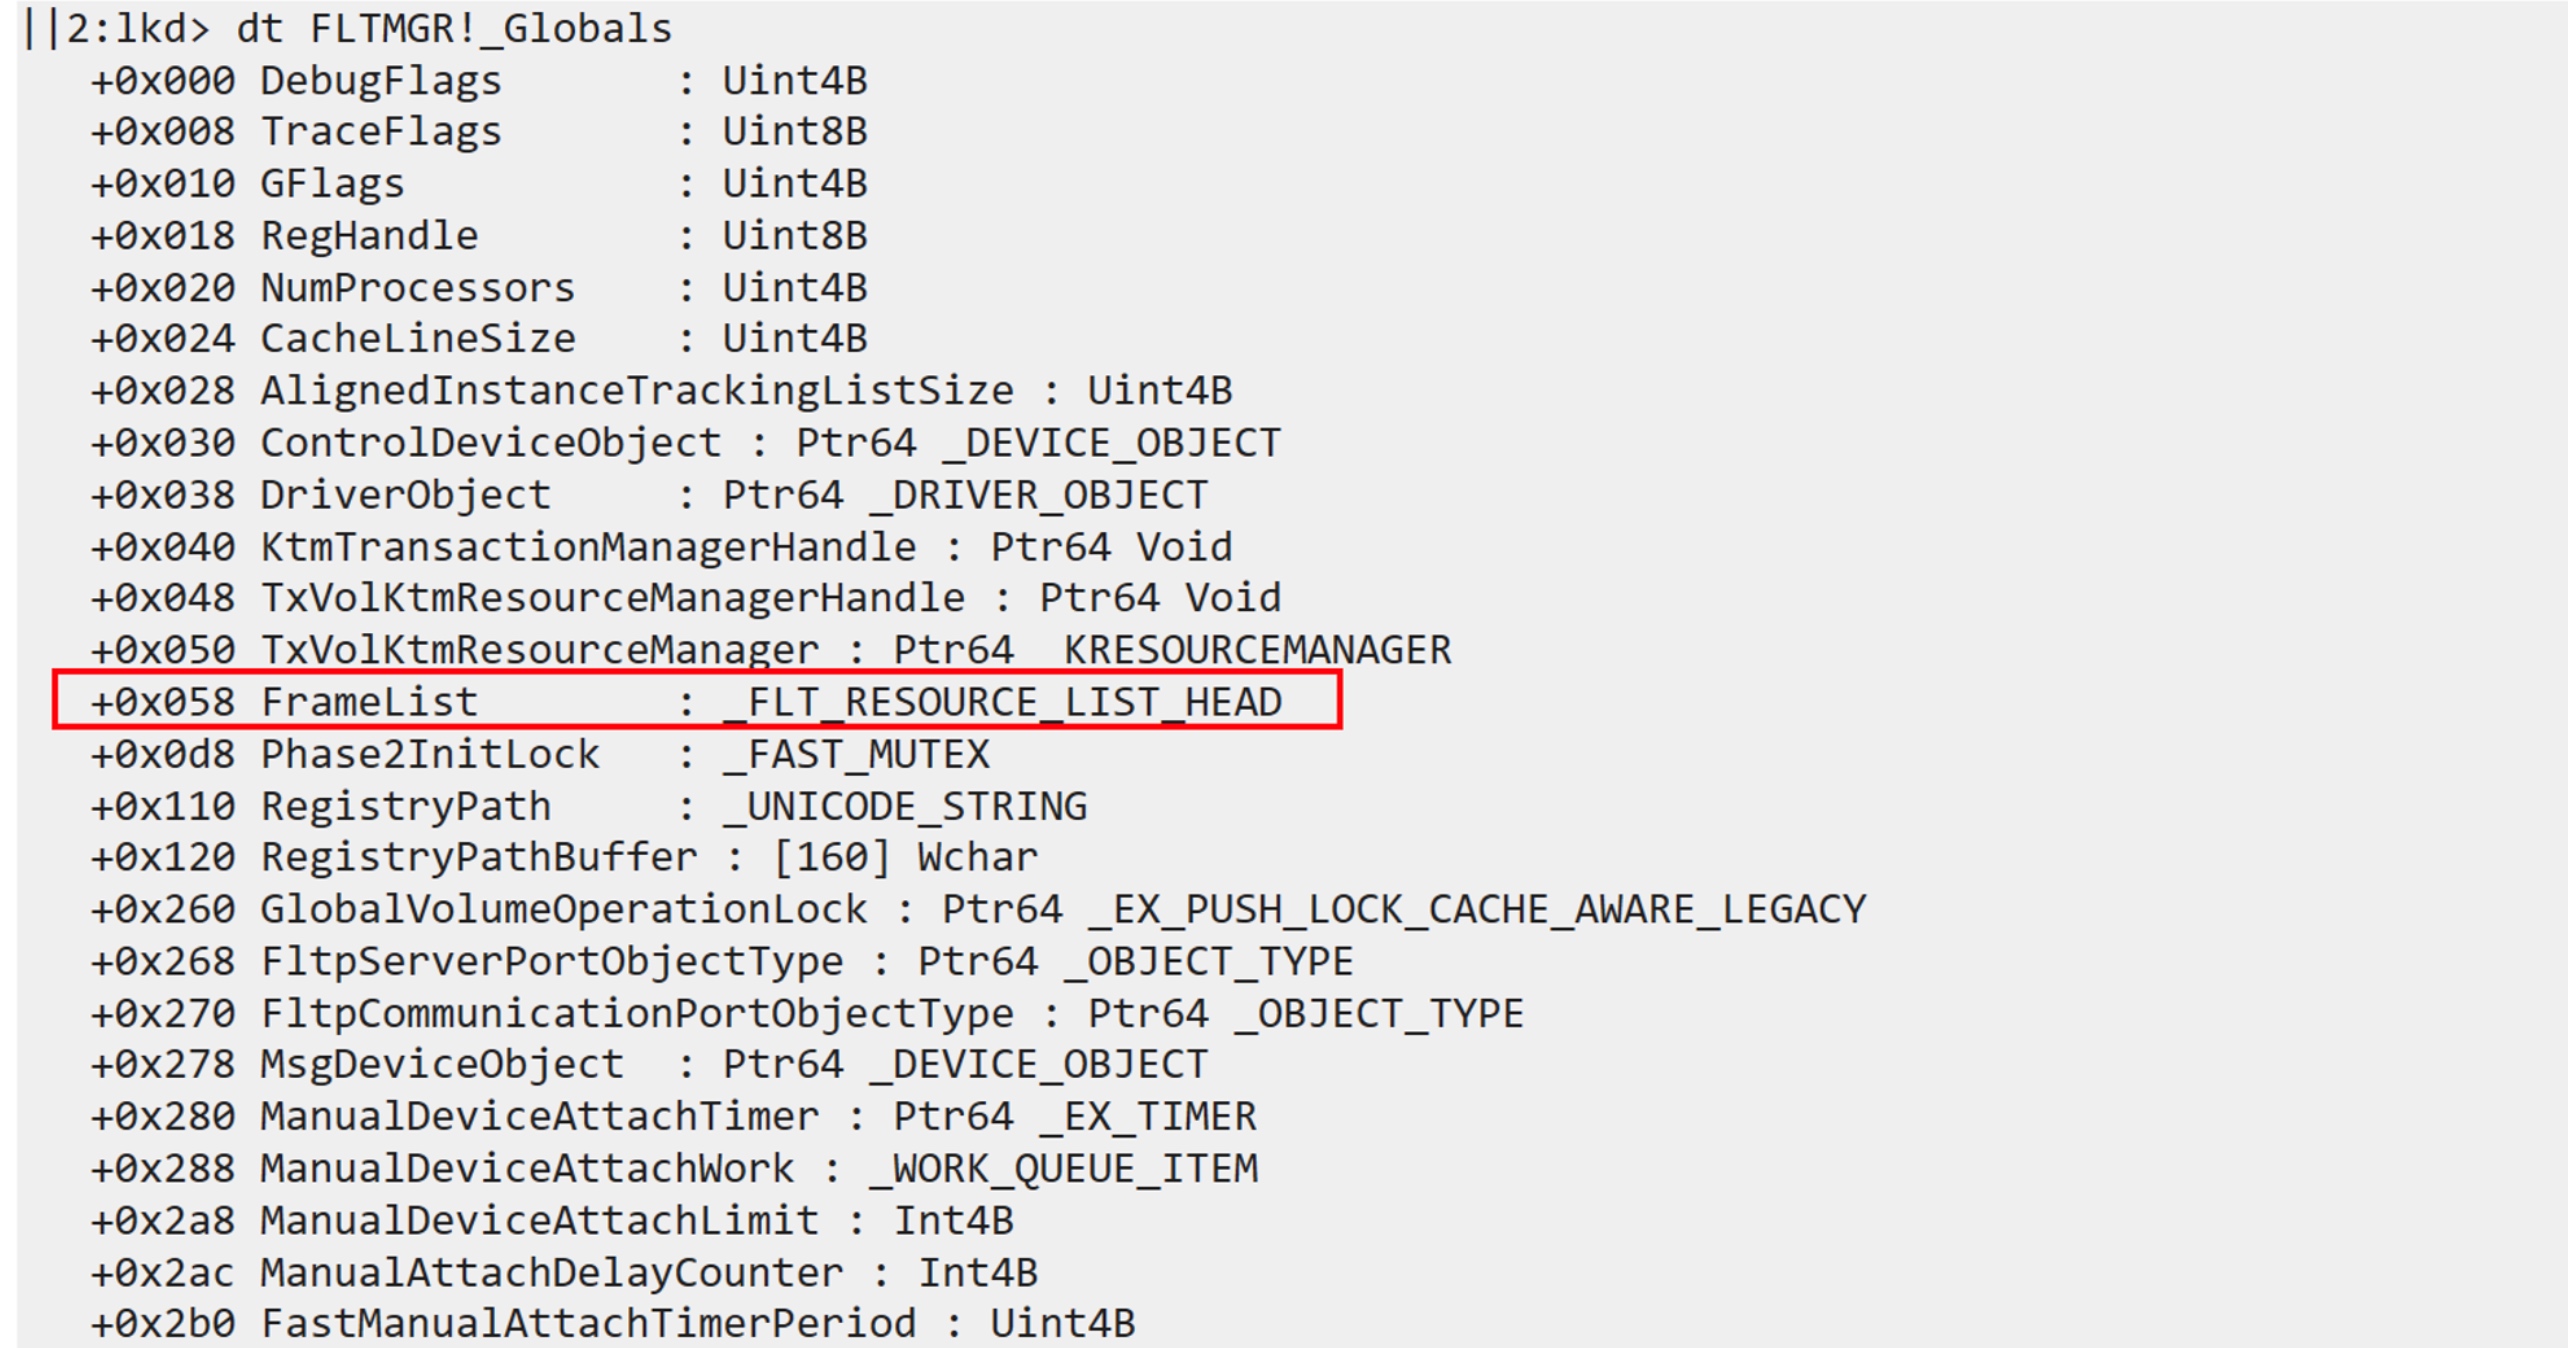 ||2:lkd> dt FLTMGR!_Globals
+0x000 DebugFlags : Uint4B
+0x008 TraceFlags : Uint8B
+0x010 GFlags : Uint4B
+0x018 RegHandle : Uint8B
+0x020 NumProcessors : Uint4B
+0x024 CacheLineSize : Uint4B
+0x028 AlignedInstanceTrackingListSize : Uint4B
+0x030 ControlDeviceObject : Ptr64 _DEVICE_OBJECT
+0x038 DriverObject : Ptr64 _DRIVER_OBJECT
+0x040 KtmTransactionManagerHandle : Ptr64 Void
+0x048 TxVolKtmResourceManagerHandle : Ptr64 Void
+0x050 TxVolKtmResourceManager : Ptr64 _KRESOURCEMANAGER
+0x058 FrameList : _FLT_RESOURCE_LIST_HEAD
+0x0d8 Phase2InitLock : _FAST_MUTEX
+0x110 RegistryPath : _UNICODE_STRING
+0x120 RegistryPathBuffer : [160] Wchar
+0x260 GlobalVolumeOperationLock : Ptr64 _EX_PUSH_LOCK_CACHE_AWARE_LEGACY
+0x268 FltpServerPortObjectType : Ptr64 _OBJECT_TYPE
+0x270 FltpCommunicationPortObjectType : Ptr64 _OBJECT_TYPE
+0x278 MsgDeviceObject : Ptr64 _DEVICE_OBJECT
+0x280 ManualDeviceAttachTimer : Ptr64 _EX_TIMER
+0x288 ManualDeviceAttachWork : _WORK_QUEUE_ITEM
+0x2a8 ManualDeviceAttachLimit : Int4B
+0x2ac ManualAttachDelayCounter : Int4B
+0x2b0 FastManualAttachTimerPeriod : Uint4B